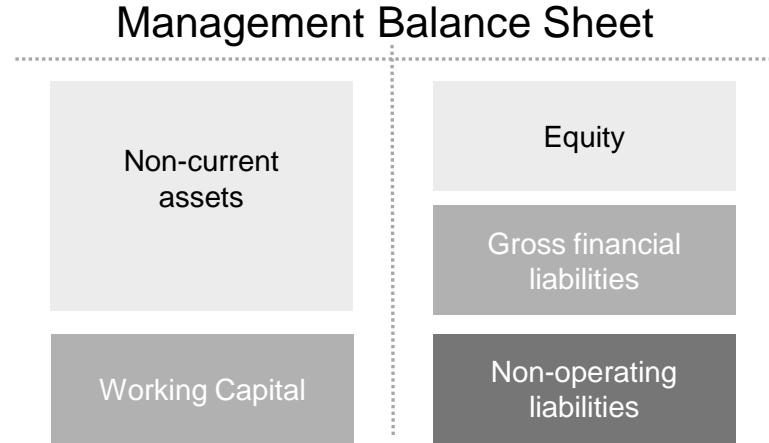 Management Balance Sheet
Non-current
assets
Working Capital
Equity
Gross financial
liabilities
Non-operating
liabilities